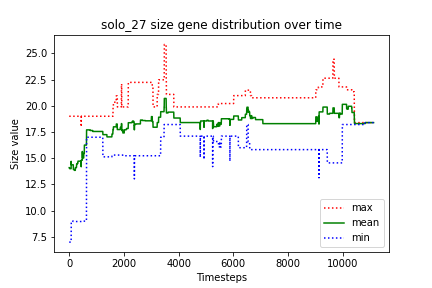 solo_27 size gene distribution over time
Size value
25.0
22.5
20.0
17.5
15.0
12.5
10.0
7.5
0
2000
4000
6000
8000
10000
Timesteps
max
mean
min